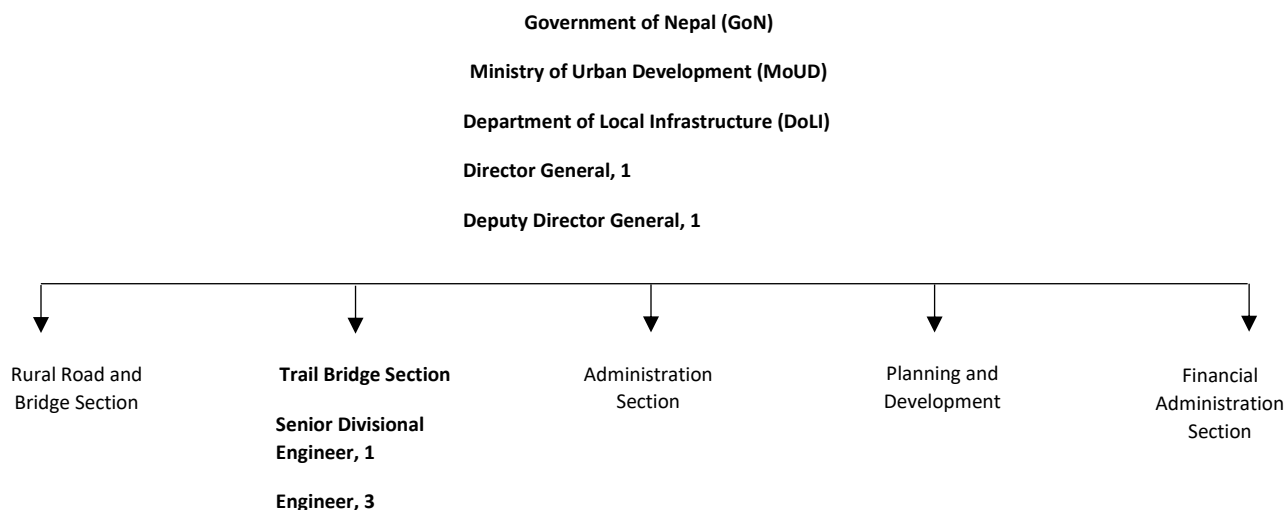 Government of Nepal (GoN)
Ministry of Urban Development (MoUD)
Department of Local Infrastructure (DoLI)
Director General, 1
Deputy Director General, 1
Rural Road and
Bridge Section
Trail Bridge Section
Senior Divisional
Engineer, 1
Engineer, 3
Administration
Section
Planning and
Development
Financial
Administration
Section